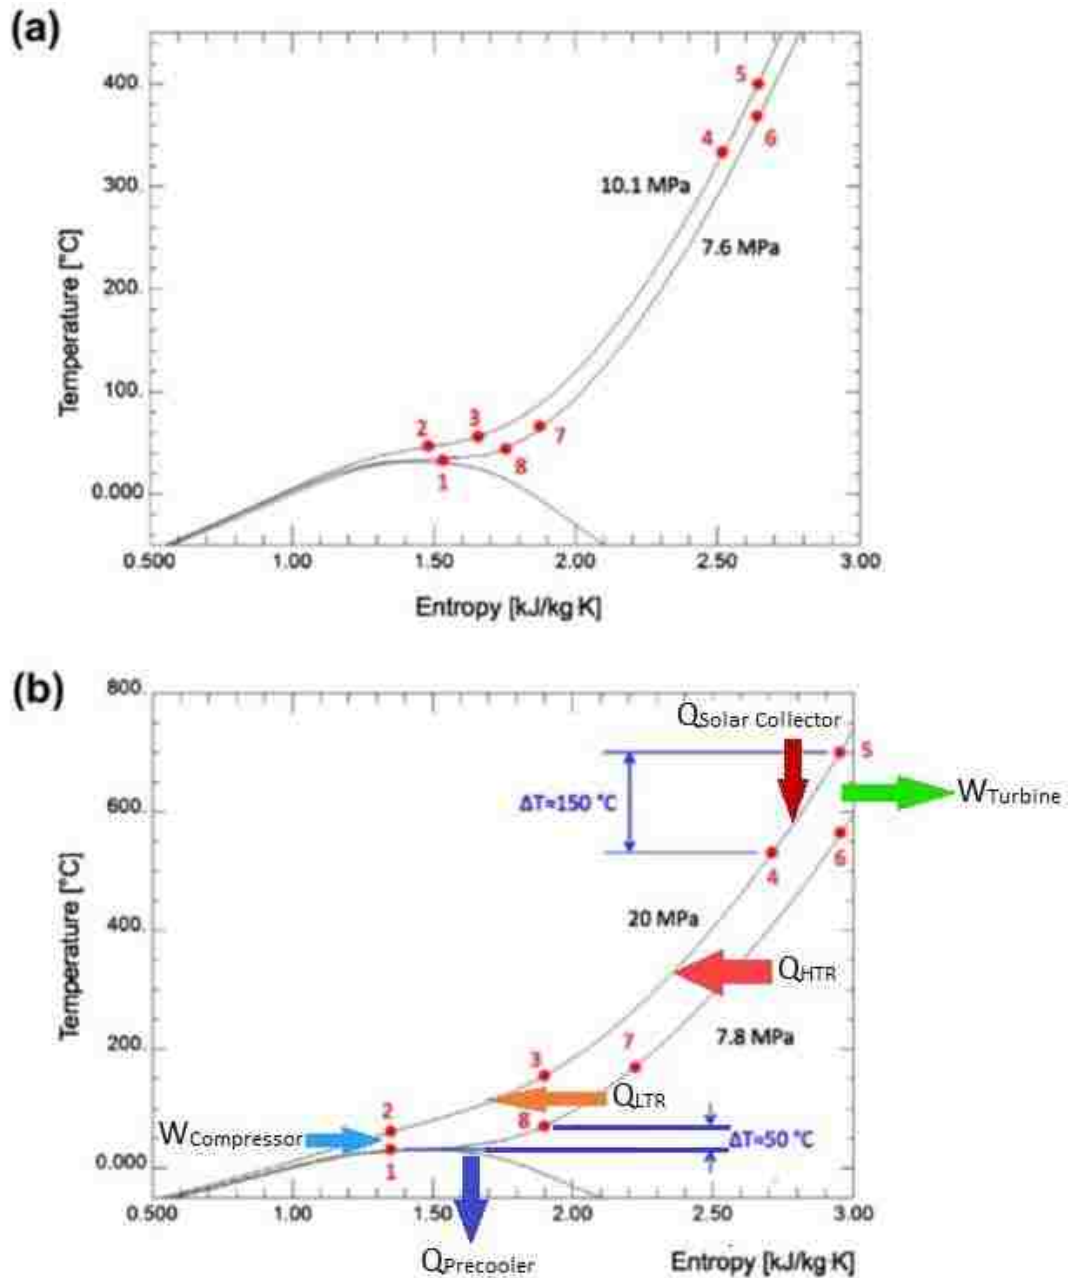 (a)
400.
300.
200.
100.
0.000
Temperature [°C]
5
4
6
10.1 MPa
7.6 MPa
2
3
7
8
1
0.500
1.00
1.50
2.00
2.50
3.00
Entropy [kJ/kg K]
(b)
800.
600.
400.
200.
0.000
Temperature [°C]
QSolar Collector
5
WTurbine
ΔT≈150 °C
6
4
20 MPa
QHTR
7.8 MPa
7
3
QLTR
2
8
WCompressor
ΔT≈50 °C
1
0.500
1.00
1.50
2.00
2.50
3.00
QPrecooler
Entropy [kJ/kg K]